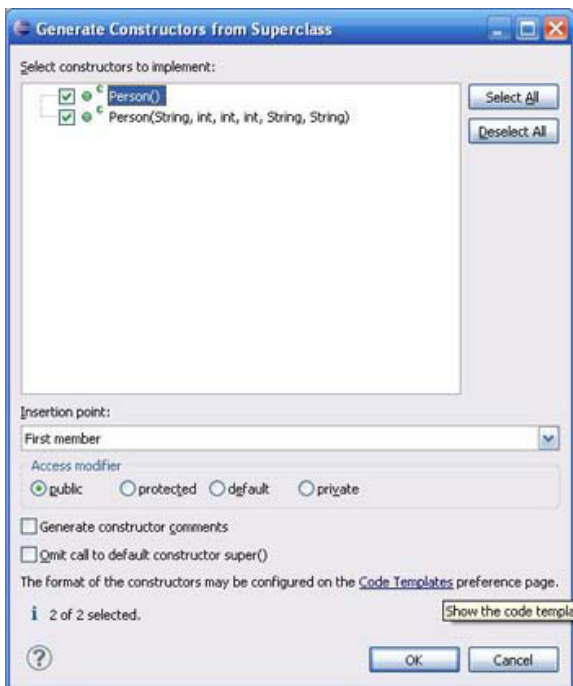 Generate Constructors from Superclass
Select constructors to implement:
Person()
Person(String, int, int, int, String, String)
Select All
Deselect All
Insertion point:
First member
Access modifier
public protected default private
Generate constructor comments
Omit call to default constructor super()
The format of the constructors may be configured on the Code Templates preference page.
i 2 of 2 selected.
Show the code templa
? OK Cancel